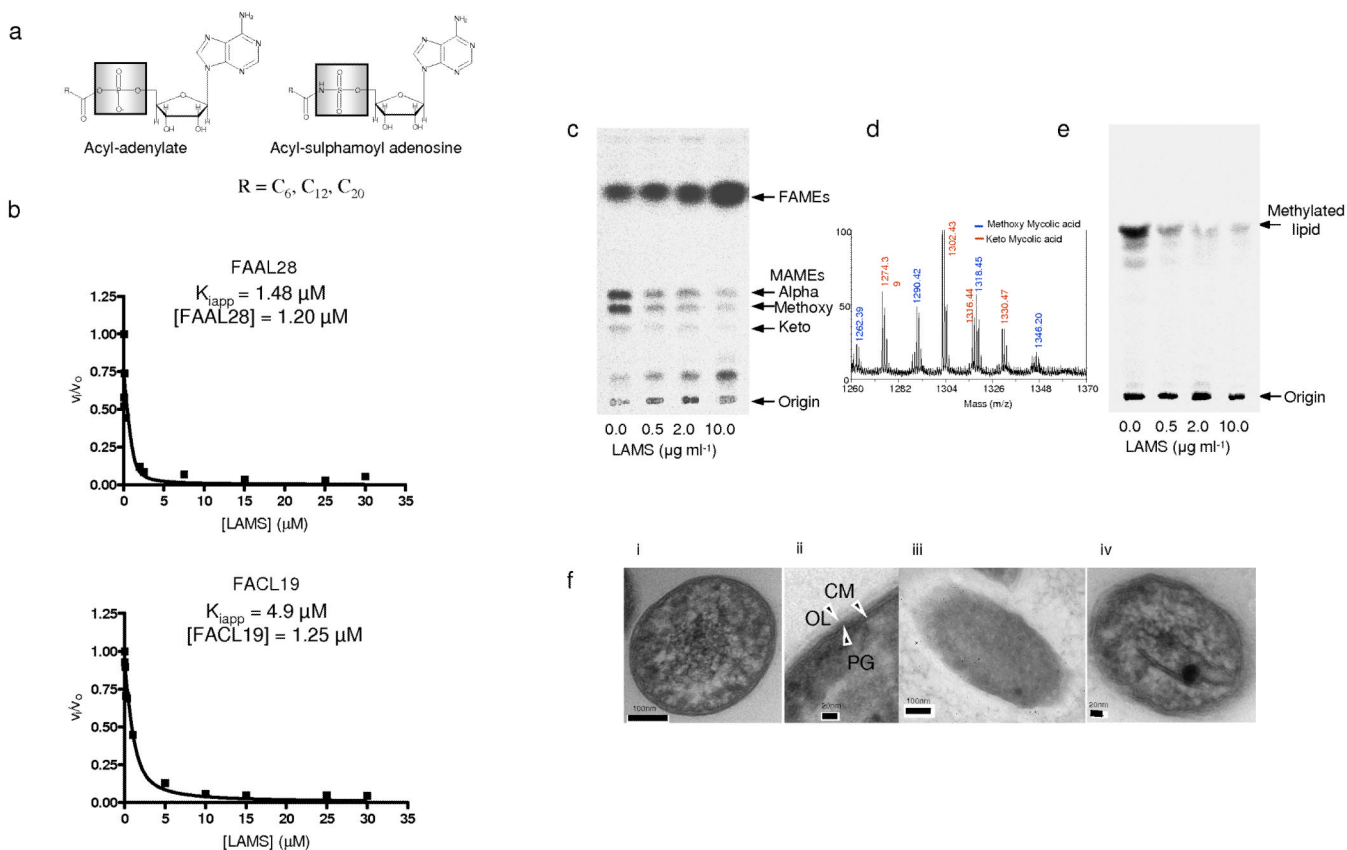 a
NH₂
N
N
N
N
R
O
O
P
O
O
O-
O
H
H
H
H
OH
OH
Acyl-adenylate
NH₂
N
N
N
N
R
O
H
N
O
S
O
O
O
H
H
H
H
OH
OH
Acyl-sulphamoyl adenosine
R = C₆, C₁₂, C₂₀
b
FAAL28
Kiapp = 1.48 µM
[FAAL28] = 1.20 µM
1.25
1.00
0.75
0.50
0.25
0.00
vi/vo
0 5 10 15 20 25 30 35
[LAMS] (µM)
FACL19
Kiapp = 4.9 µM
[FACL19] = 1.25 µM
1.25
1.00
0.75
0.50
0.25
0.00
vi/vo
0 5 10 15 20 25 30 35
[LAMS] (µM)
c
FAMEs
MAMEs
Alpha
Methoxy
Keto
Origin
0.0 0.5 2.0 10.0
LAMS (µg ml⁻¹)
d
Methoxy Mycolic acid
Keto Mycolic acid
100
50
0
1262.39
1274.3
9
1290.42
1302.43
1316.44
1318.45
1330.47
1346.20
1260 1282 1304 1326 1348 1370
Mass (m/z)
e
Methylated
lipid
Origin
0.0 0.5 2.0 10.0
LAMS (µg ml⁻¹)
f
i ii iii iv
CM
OL
PG
100nm
20nm
100nm
20nm